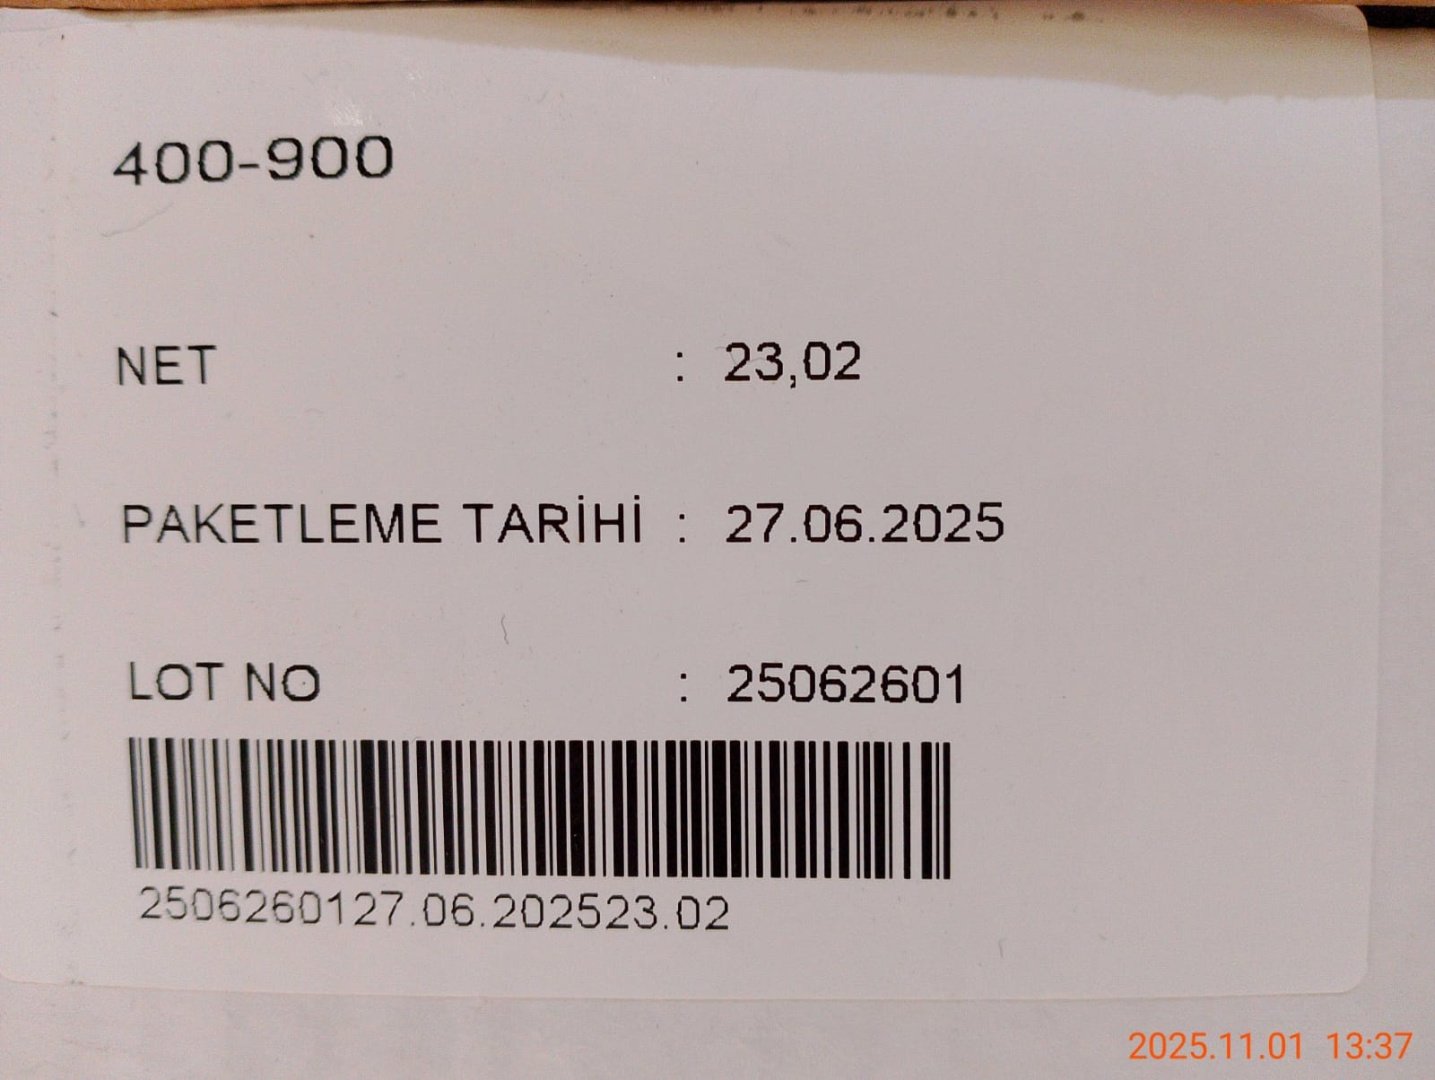 400-900
NET : 23,02
PAKETLEME TARİHİ : 27.06.2025
LOT NO : 25062601
2506260127.06.202523.02
2025.11.01 13:37